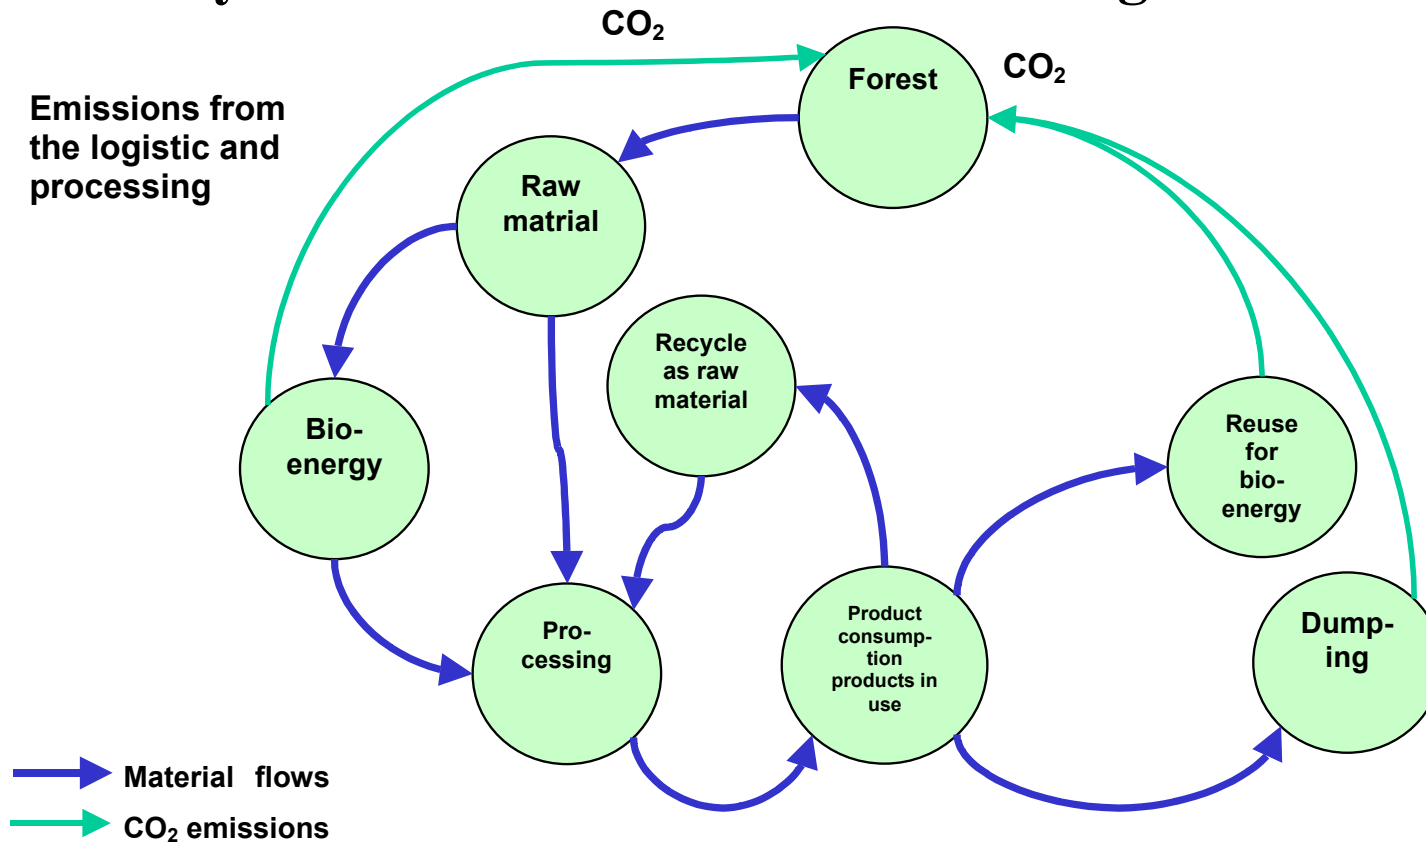 CO₂
Forest
CO₂
Emissions from
the logistic and
processing
Raw
matrial
Recycle
as raw
material
Bio-
energy
Reuse
for
bio-
energy
Pro-
cessing
Product
consump-
tion
products in
use
Dump-
ing
Material flows
CO₂ emissions